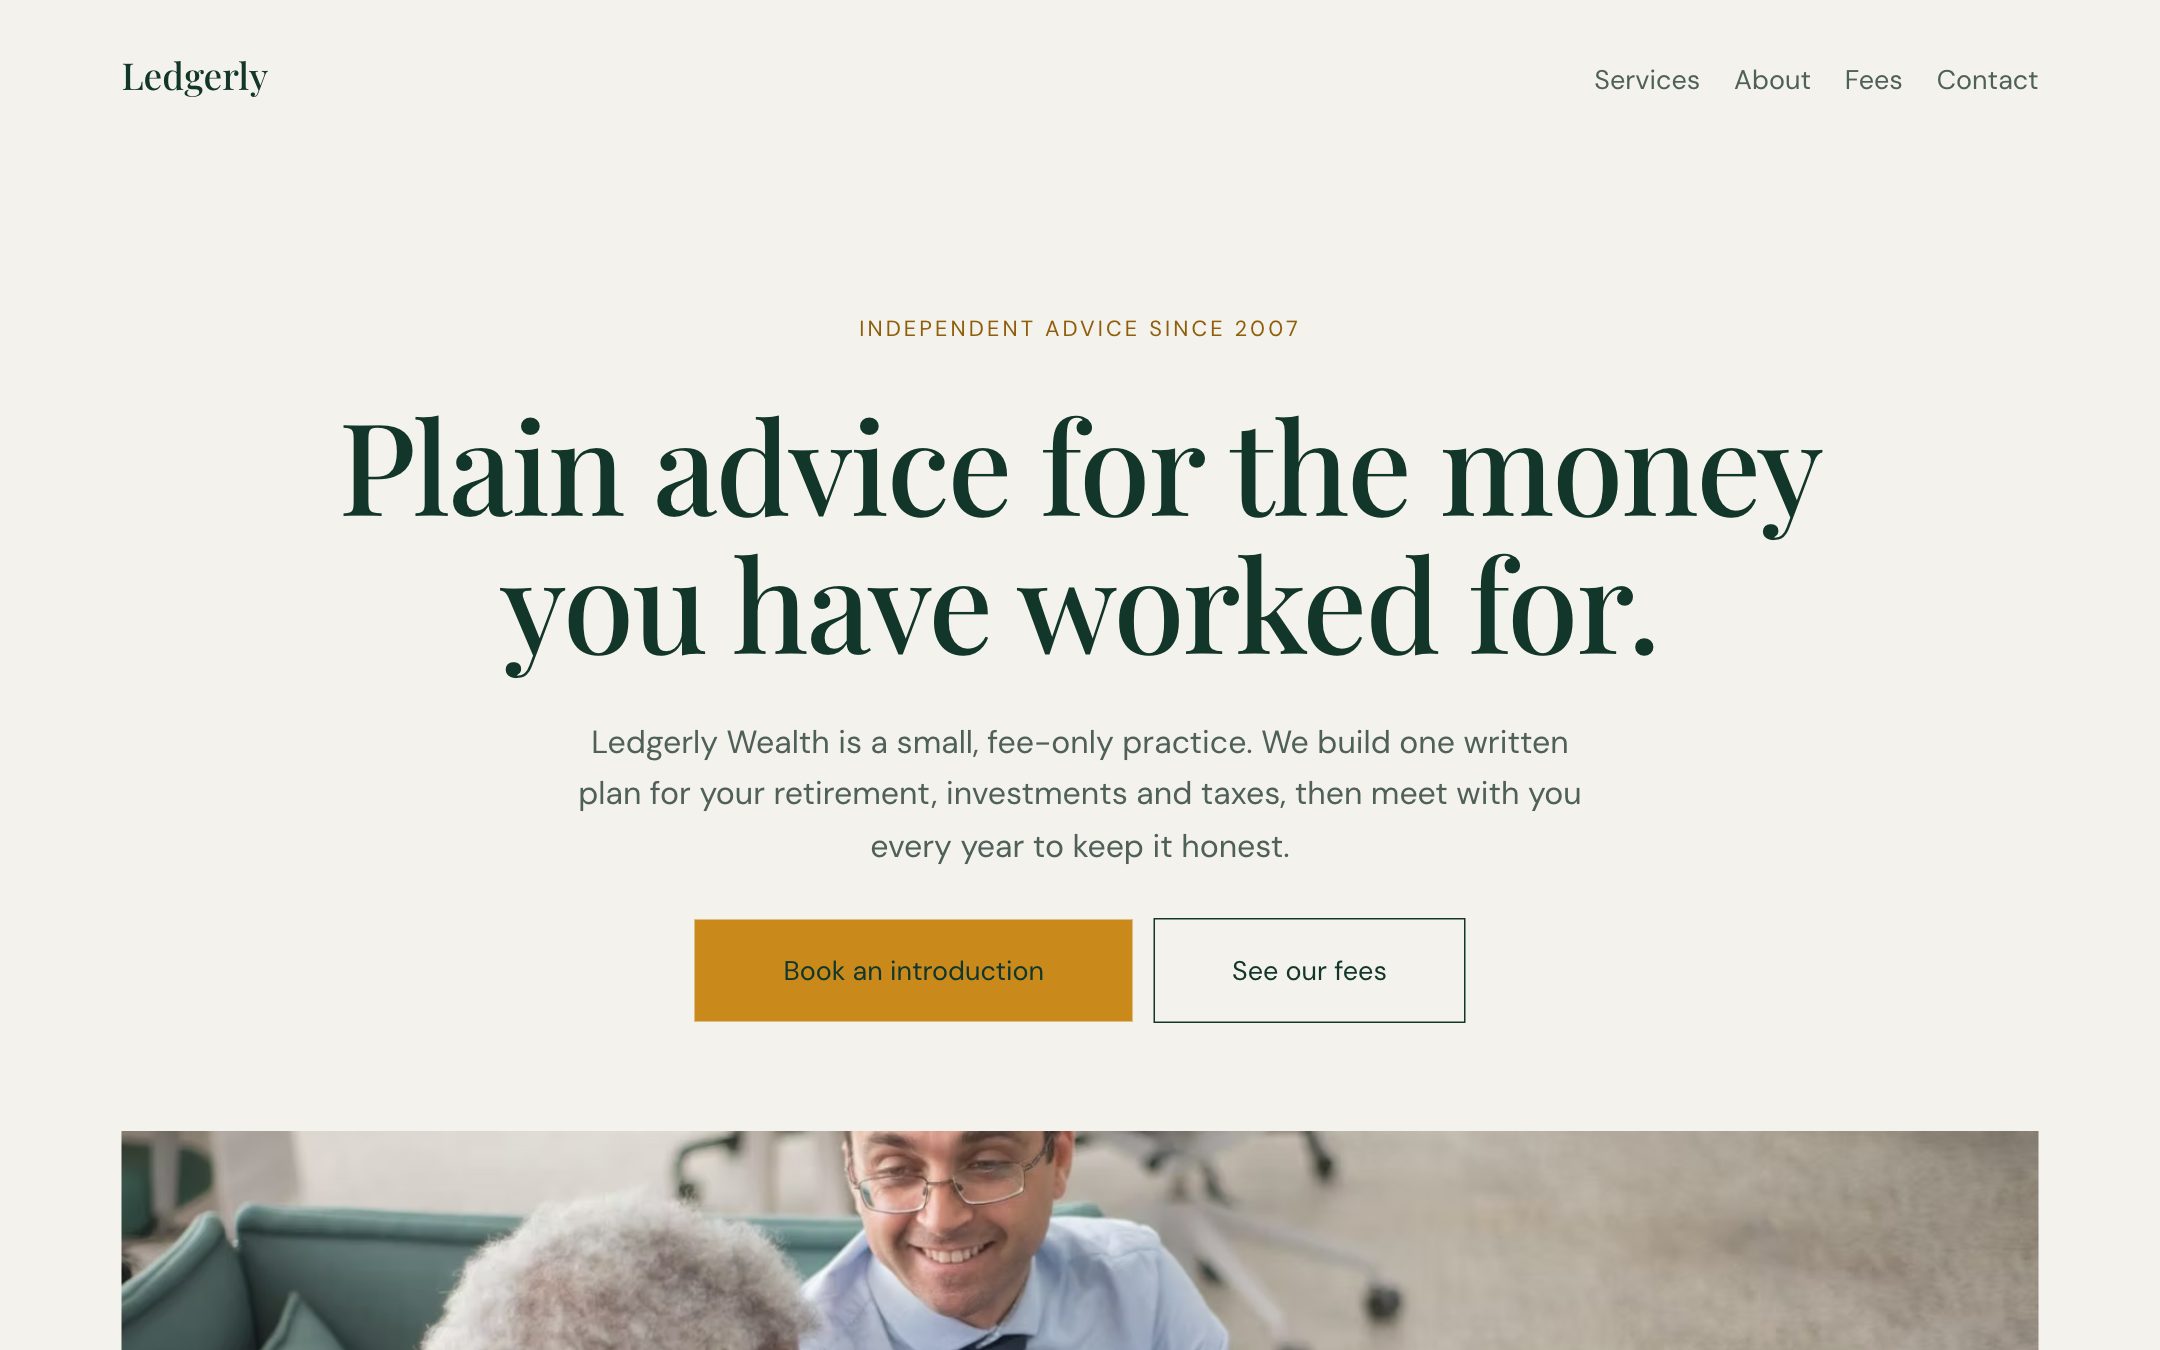 Ledgerly
Services
About
Fees
Contact
INDEPENDENT ADVICE SINCE 2007
Plain advice for the money
you have worked for.
Ledgerly Wealth is a small, fee-only practice. We build one written
plan for your retirement, investments and taxes, then meet with you
every year to keep it honest.
Book an introduction
See our fees